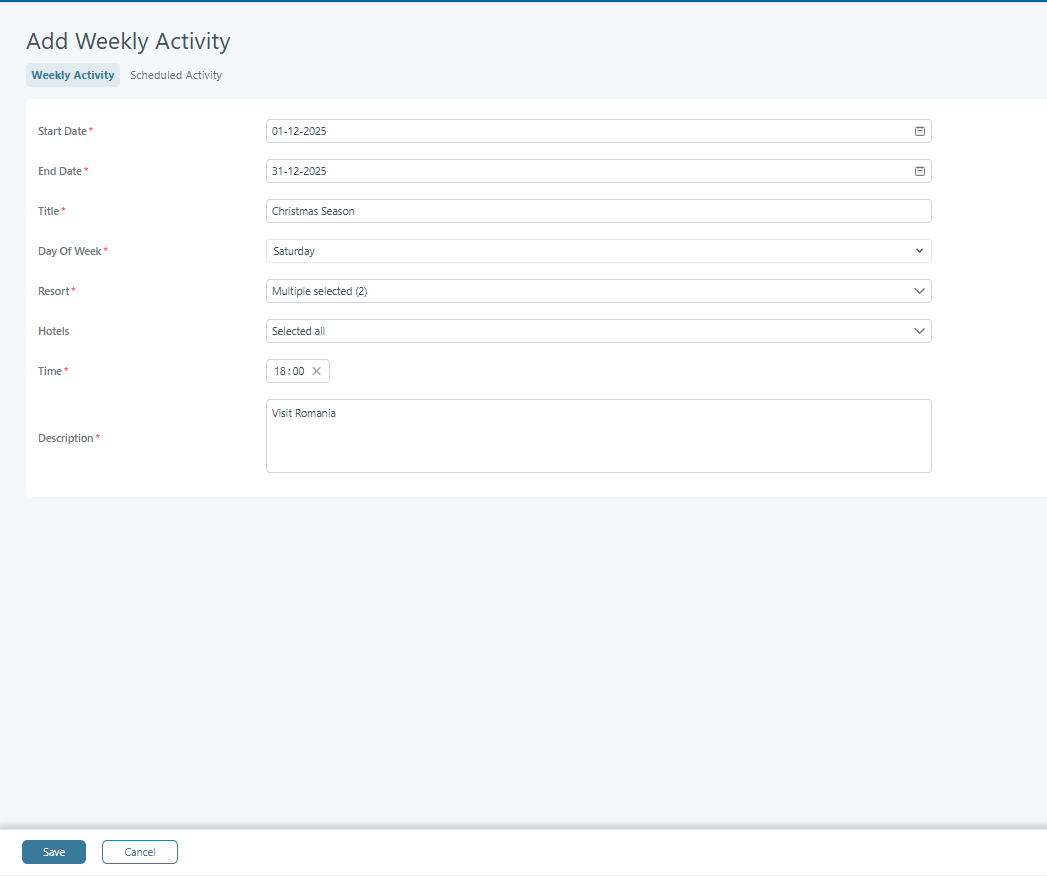 Add Weekly Activity
Weekly Activity Scheduled Activity
Start Date* 01-12-2025
End Date* 31-12-2025
Title* Christmas Season
Day Of Week* Saturday
Resort* Multiple selected (2)
Hotels Selected all
Time* 18:00
Visit Romania
Description*
Save Cancel